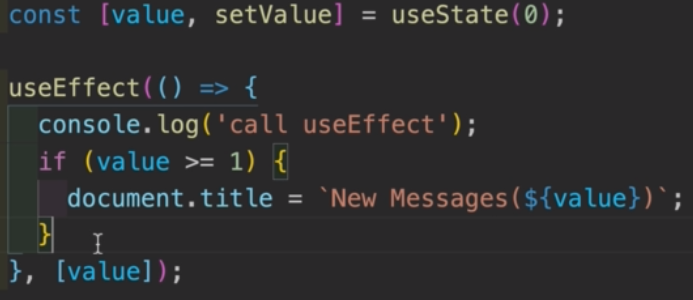 const [value, setValue] = useState(0);
useEffect(() => {
console.log('call useEffect');
if (value >= 1) {
document.title = `New Messages(${value})`;
}
}, [value]);